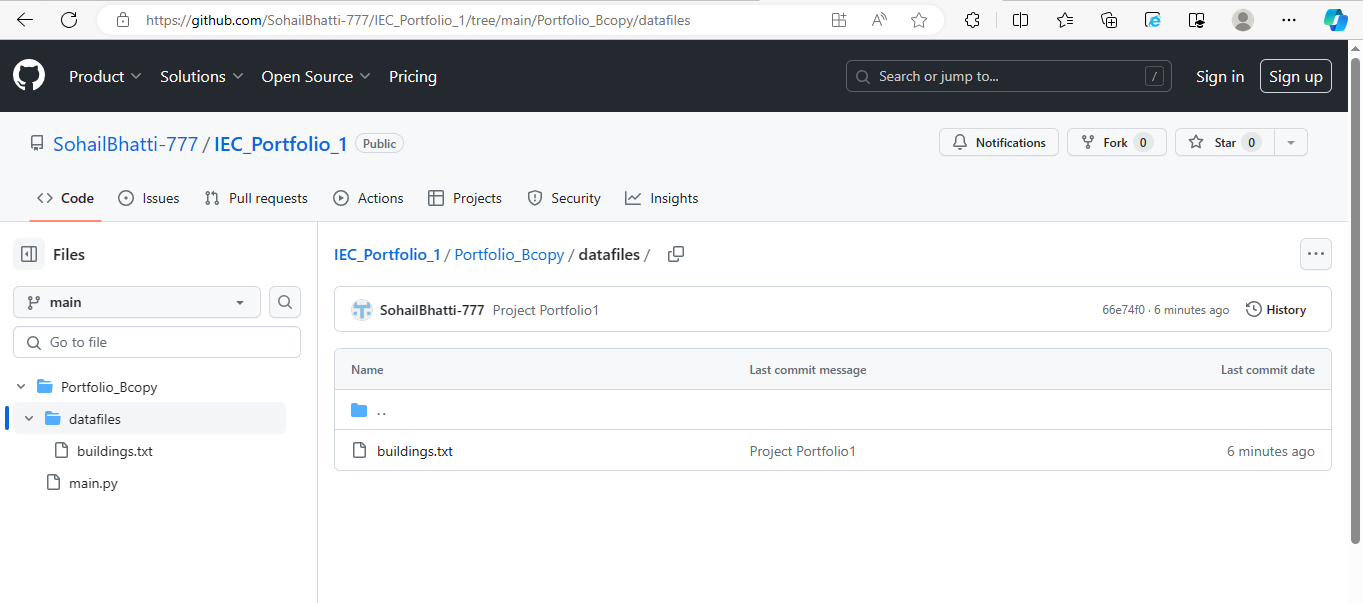 https://github.com/SohailBhatti-777/IEC_Portfolio_1/tree/main/Portfolio_Bcopy/datafiles
Product Solutions Open Source Pricing Search or jump to... / Sign in Sign up
SohailBhatti-777 / IEC_Portfolio_1 Public Notifications Fork 0 Star 0
Code Issues Pull requests Actions Projects Security Insights
Files
main
Go to file
Portfolio_Bcopy
datafiles
buildings.txt
main.py
IEC_Portfolio_1 / Portfolio_Bcopy / datafiles /
SohailBhatti-777 Project Portfolio1 66e74f0 · 6 minutes ago History
Name Last commit message Last commit date
..
buildings.txt Project Portfolio1 6 minutes ago